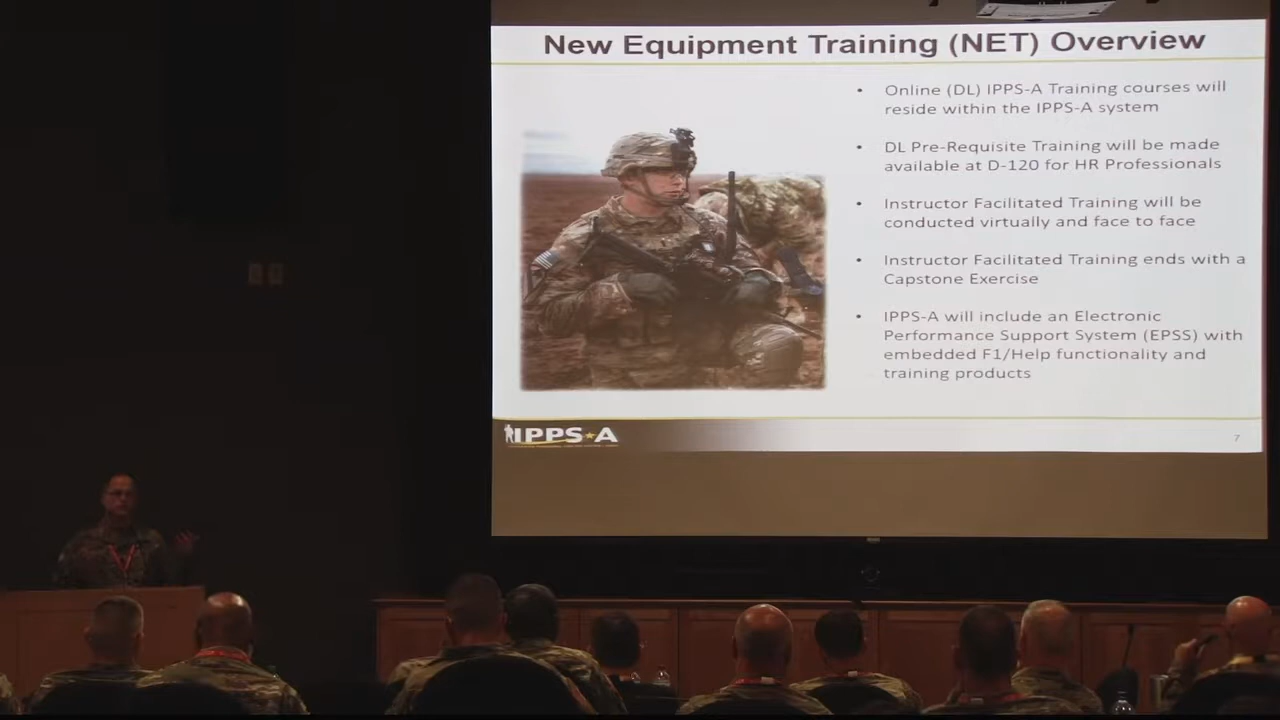 New Equipment Training (NET) Overview
• Online (DL) IPPS-A Training courses will
reside within the IPPS-A system
• DL Pre-Requisite Training will be made
available at D-120 for HR Professionals
• Instructor Facilitated Training will be
conducted virtually and face to face
• Instructor Facilitated Training ends with a
Capstone Exercise
• IPPS-A will include an Electronic
Performance Support System (EPSS) with
embedded F1/Help functionality and
training products
IPPS★A
7